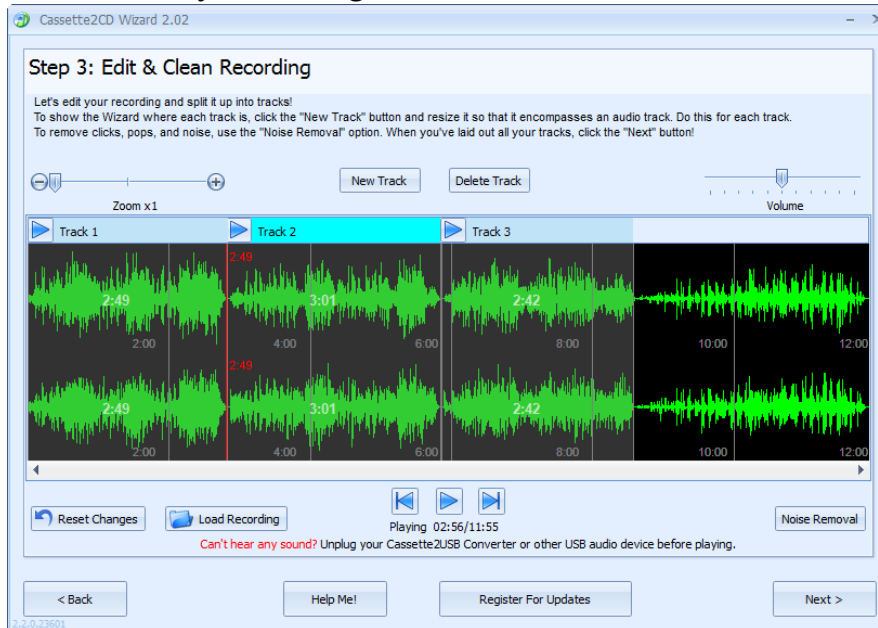 Cassette2CD Wizard 2.02
Step 3: Edit & Clean Recording
Let's edit your recording and split it up into tracks!
To show the Wizard where each track is, click the "New Track" button and resize it so that it encompasses an audio track. Do this for each track.
To remove clicks, pops, and noise, use the "Noise Removal" option. When you've laid out all your tracks, click the "Next" button!
New Track Delete Track
Zoom x1 Volume
Track 1 Track 2 Track 3
2:49
2:49 3:01 2:42
2:00 4:00 6:00 8:00 10:00 12:00
2:49
2:49 3:01 2:42
2:00 4:00 6:00 8:00 10:00 12:00
Reset Changes Load Recording Noise Removal
Playing 02:56/11:55
Can't hear any sound? Unplug your Cassette2USB Converter or other USB audio device before playing.
< Back Help Me! Register For Updates Next >
2.2.0.23601